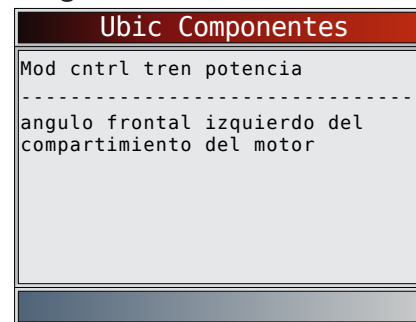 Ubic Componentes
Mod cntrl tren potencia
--------------------------------
angulo frontal izquierdo del
compartimiento del motor